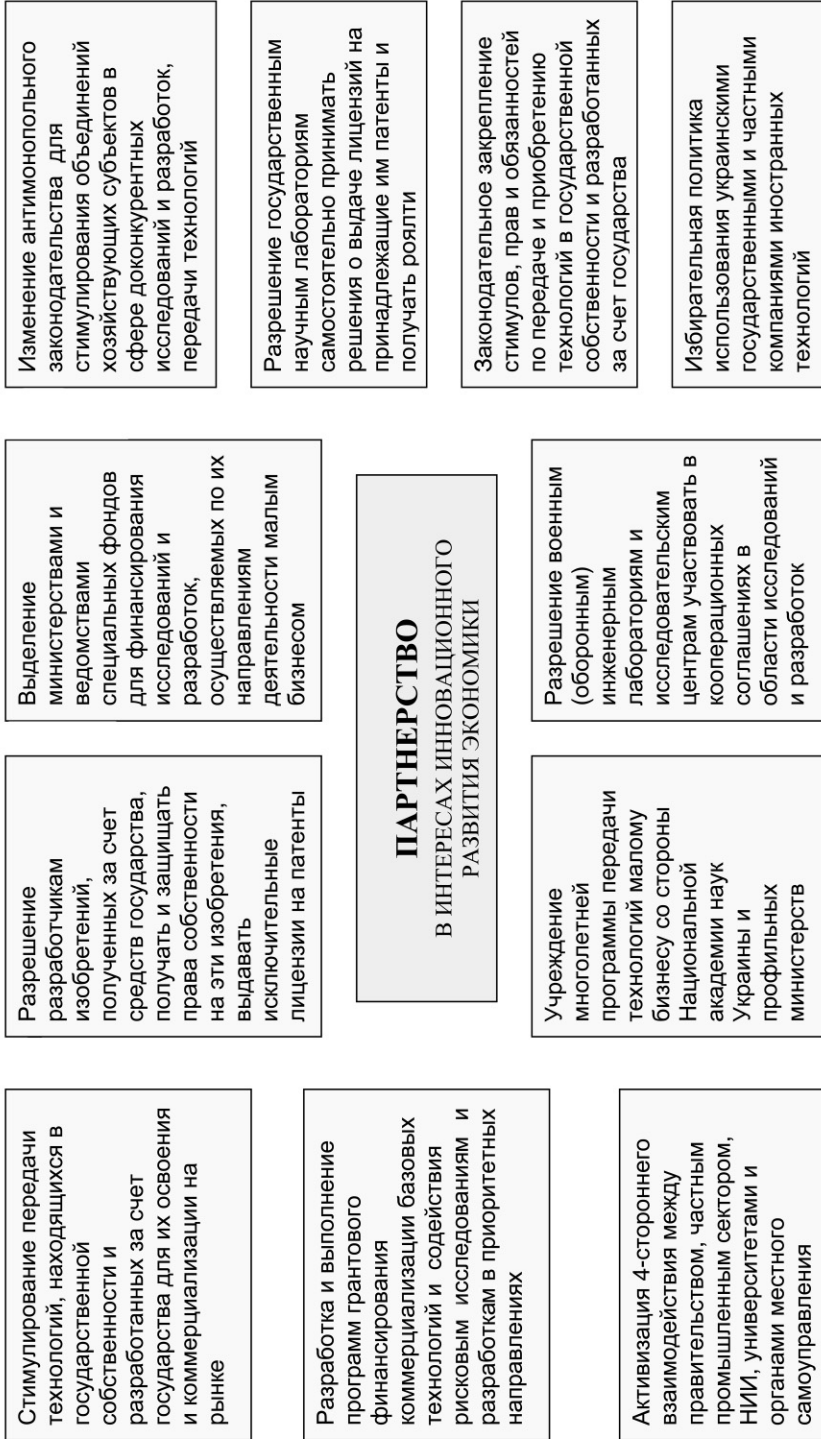 Стимулирование передачи
технологий, находящихся в
государственной
собственности и
разработанных за счет
государства для их освоения
и коммерциализации на
рынке
Разработка и выполнение
программ грантового
финансирования
коммерциализации базовых
технологий и содействия
рисковым исследованиям и
разработкам в приоритетных
направлениях
Активизация 4-стороннего
взаимодействия между
правительством, частным
промышленным сектором,
НИИ, университетами и
органами местного
самоуправления
Разрешение
разработчикам
изобретений,
полученных за счет
средств государства,
получать и защищать
права собственности
на эти изобретения,
выдавать
исключительные
лицензии на патенты
Выделение
министерствами и
ведомствами
специальных фондов
для финансирования
исследований и
разработок,
осуществляемых по их
направлениям
деятельности малым
бизнесом
ПАРТНЕРСТВО
В ИНТЕРЕСАХ ИННОВАЦИОННОГО
РАЗВИТИЯ ЭКОНОМИКИ
Учреждение
многолетней
программы передачи
технологий малому
бизнесу со стороны
Национальной
академии наук
Украины и
профильных
министерств
Разрешение военным
(оборонным)
инженерным
лабораториям и
исследовательским
центрам участвовать в
кооперационных
соглашениях в
области исследований
и разработок
Изменение антимонопольного
законодательства для
стимулирования объединений
хозяйствующих субъектов в
сфере доконкурентных
исследований и разработок,
передачи технологий
Разрешение государственным
научным лабораториям
самостоятельно принимать
решения о выдаче лицензий на
принадлежащие им патенты и
получать роялти
Законодательное закрепление
стимулов, прав и обязанностей
по передаче и приобретению
технологий в государственной
собственности и разработанных
за счет государства
Избирательная политика
использования украинскими
государственными и частными
компаниями иностранных
технологий